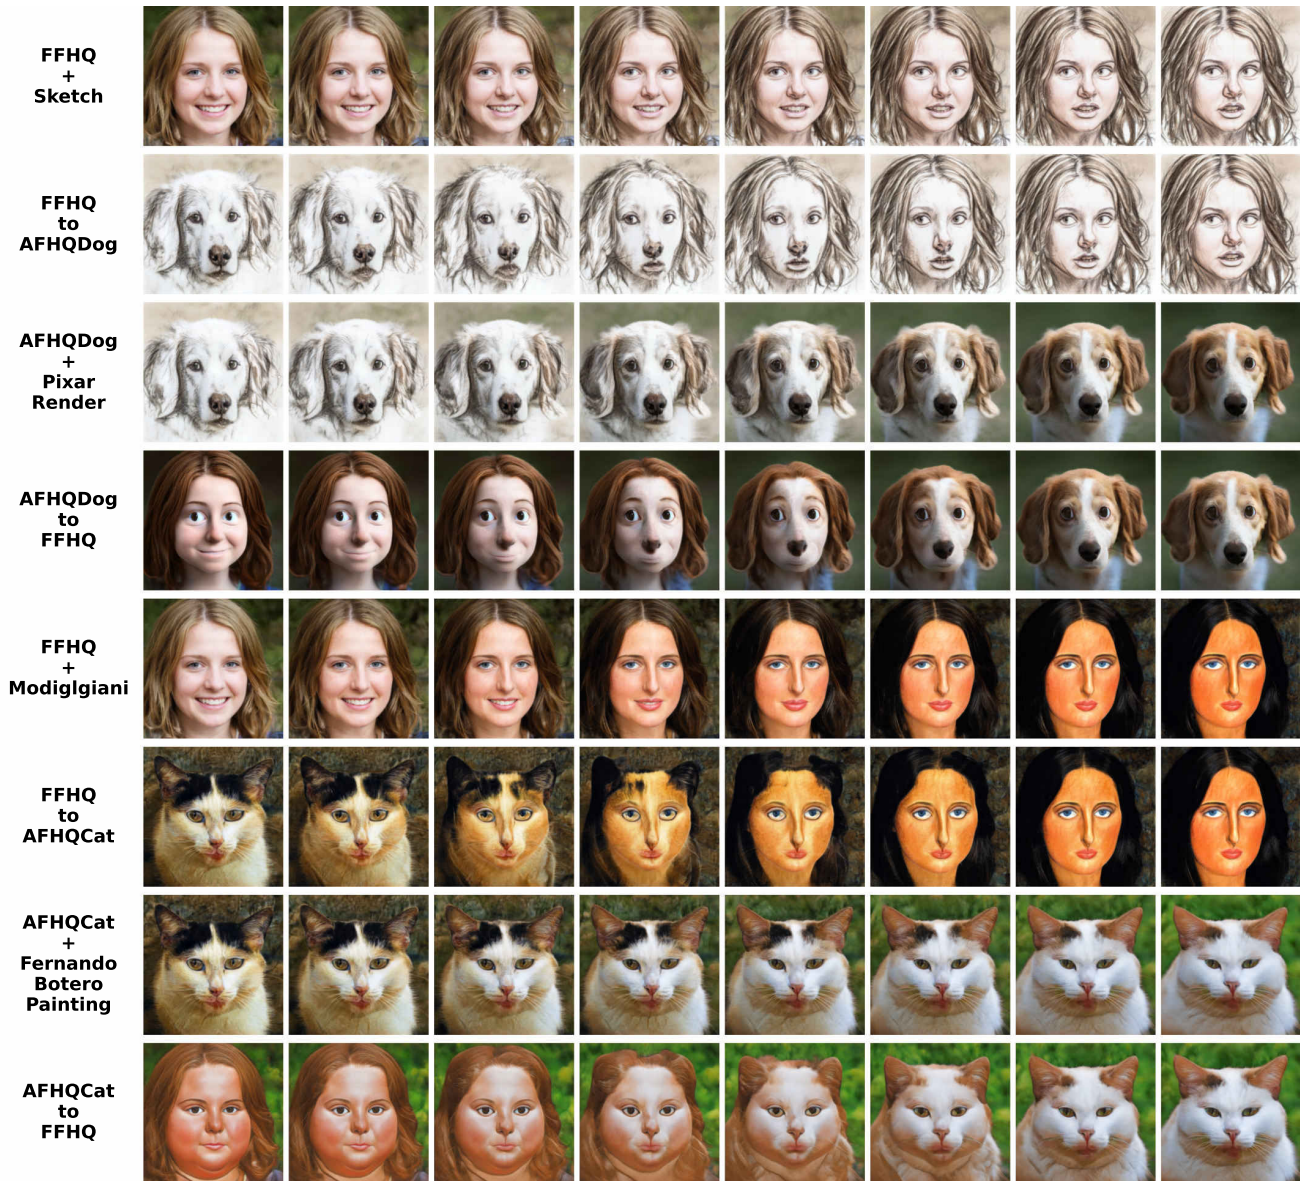 FFHQ
+
Sketch
FFHQ
to
AFHQDog
AFHQDog
+
Pixar
Render
AFHQDog
to
FFHQ
FFHQ
+
Modiglgiani
FFHQ
to
AFHQCat
AFHQCat
+
Fernando
Botero
Painting
AFHQCat
to
FFHQ